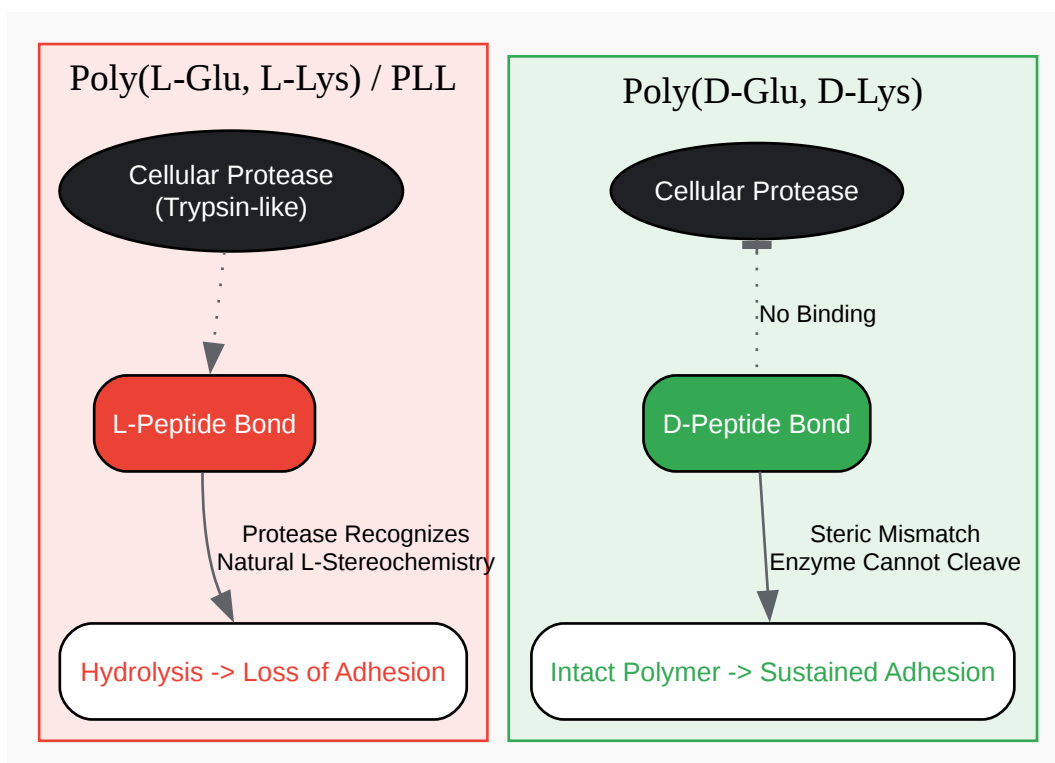 Poly(L-Glu, L-Lys) / PLL
Cellular Protease
(Trypsin-like)
L-Peptide Bond
Protease Recognizes
Natural L-Stereochemistry
Hydrolysis -> Loss of Adhesion
Poly(D-Glu, D-Lys)
Cellular Protease
No Binding
D-Peptide Bond
Steric Mismatch
Enzyme Cannot Cleave
Intact Polymer -> Sustained Adhesion